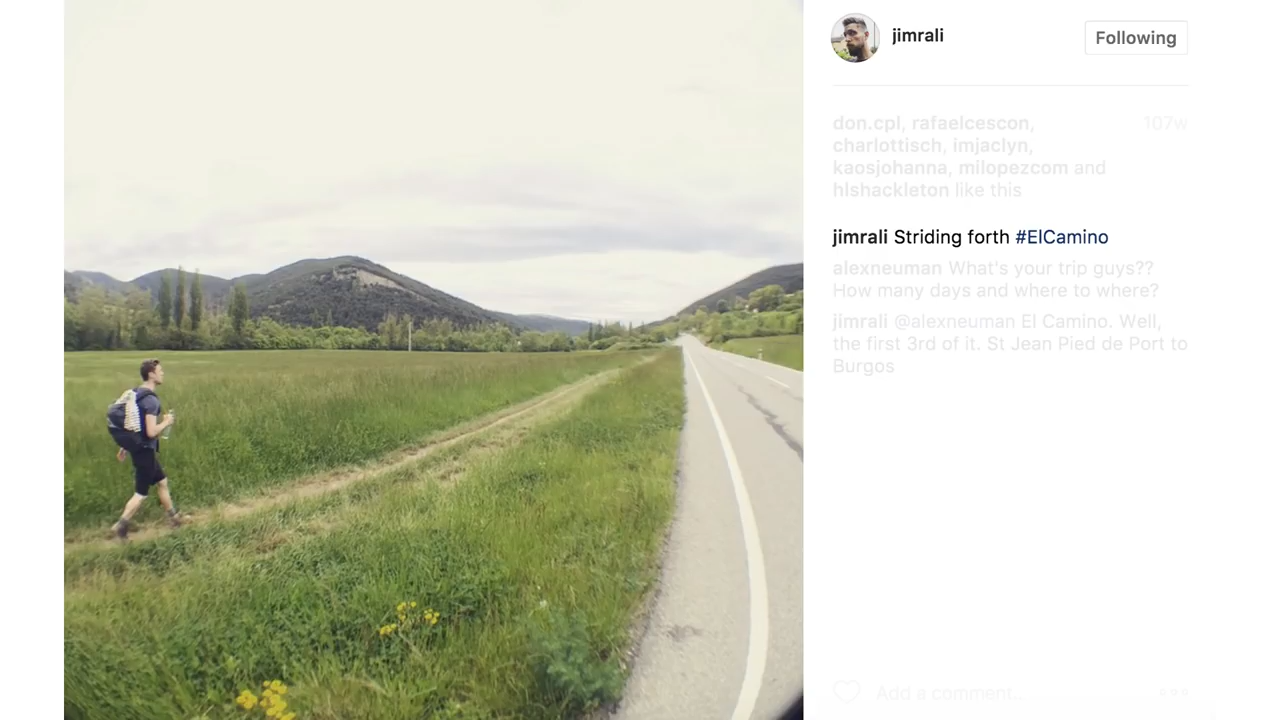 jimrali
Following
don.cpl, rafaelcescon,
107w
charlottisch, imjaclyn,
kaosjohanna, milopezcom and
hlshackleton like this
jimrali Striding forth #ElCamino
alexneuman What's your trip guys??
How many days and where to where?
jimrali @alexneuman El Camino. Well,
the first 3rd of it. St Jean Pied de Port to
Burgos
Add a comment...